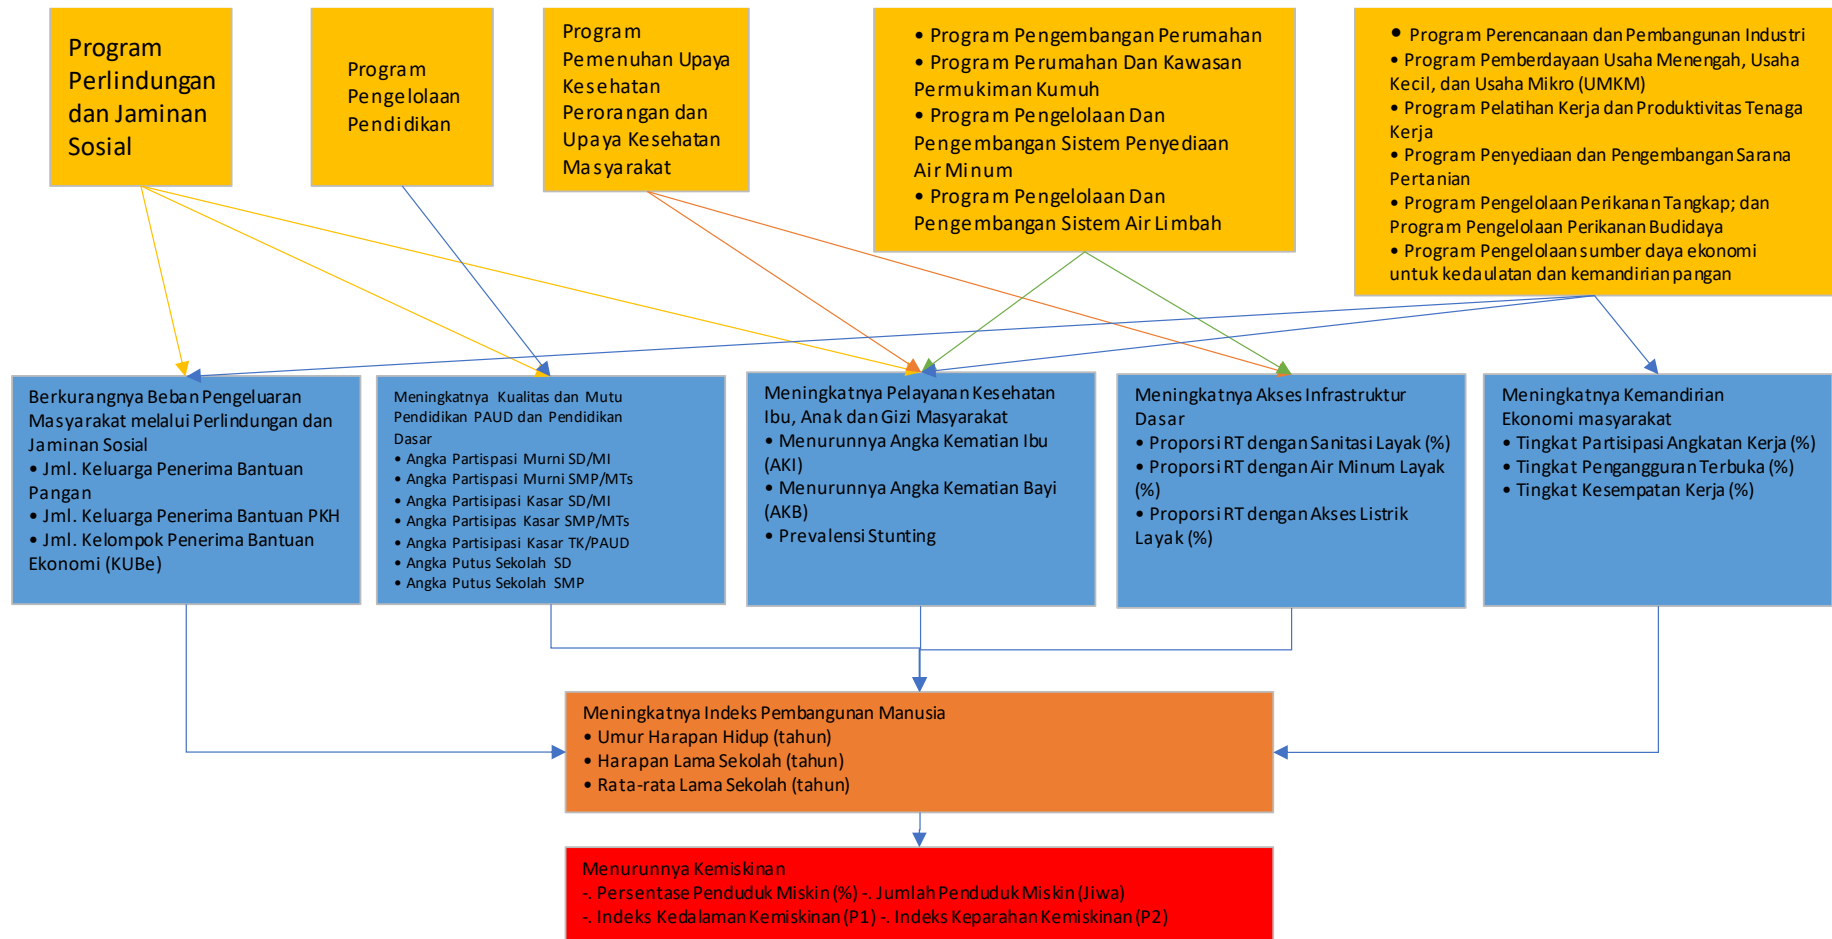 Program
Perlindungan
dan Jaminan
Sosial
Program
Pengelolaan
Pendidikan
Program
Pemenuhan Upaya
Kesehatan
Perorangan dan
Upaya Kesehatan
Masyarakat
• Program Pengembangan Perumahan
• Program Perumahan Dan Kawasan
Permukiman Kumuh
• Program Pengelolaan Dan
Pengembangan Sistem Penyediaan
Air Minum
• Program Pengelolaan Dan
Pengembangan Sistem Air Limbah
• Program Perencanaan dan Pembangunan Industri
• Program Pemberdayaan Usaha Menengah, Usaha
Kecil, dan Usaha Mikro (UMKM)
• Program Pelatihan Kerja dan Produktivitas Tenaga
Kerja
• Program Penyediaan dan Pengembangan Sarana
Pertanian
• Program Pengelolaan Perikanan Tangkap; dan
Program Pengelolaan Perikanan Budidaya
• Program Pengelolaan sumber daya ekonomi
untuk kedaulatan dan kemandirian pangan
Berkurangnya Beban Pengeluaran
Masyarakat melalui Perlindungan dan
Jaminan Sosial
• Jml. Keluarga Penerima Bantuan
Pangan
• Jml. Keluarga Penerima Bantuan PKH
• Jml. Kelompok Penerima Bantuan
Ekonomi (KUBe)
Meningkatnya Kualitas dan Mutu
Pendidikan PAUD dan Pendidikan
Dasar
• Angka Partispasi Murni SD/MI
• Angka Partispasi Murni SMP/MTs
• Angka Partisipasi Kasar SD/MI
• Angka Partisipas Kasar SMP/MTs
• Angka Partisipasi Kasar TK/PAUD
• Angka Putus Sekolah SD
• Angka Putus Sekolah SMP
Meningkatnya Pelayanan Kesehatan
Ibu, Anak dan Gizi Masyarakat
• Menurunnya Angka Kematian Ibu
(AKI)
• Menurunnya Angka Kematian Bayi
(AKB)
• Prevalensi Stunting
Meningkatnya Akses Infrastruktur
Dasar
• Proporsi RT dengan Sanitasi Layak (%)
• Proporsi RT dengan Air Minum Layak
(%)
• Proporsi RT dengan Akses Listrik
Layak (%)
Meningkatnya Kemandirian
Ekonomi masyarakat
• Tingkat Partisipasi Angkatan Kerja (%)
• Tingkat Pengangguran Terbuka (%)
• Tingkat Kesempatan Kerja (%)
Meningkatnya Indeks Pembangunan Manusia
• Umur Harapan Hidup (tahun)
• Harapan Lama Sekolah (tahun)
• Rata-rata Lama Sekolah (tahun)
Menurunnya Kemiskinan
-. Persentase Penduduk Miskin (%) -. Jumlah Penduduk Miskin (Jiwa)
-. Indeks Kedalaman Kemiskinan (P1) -. Indeks Keparahan Kemiskinan (P2)